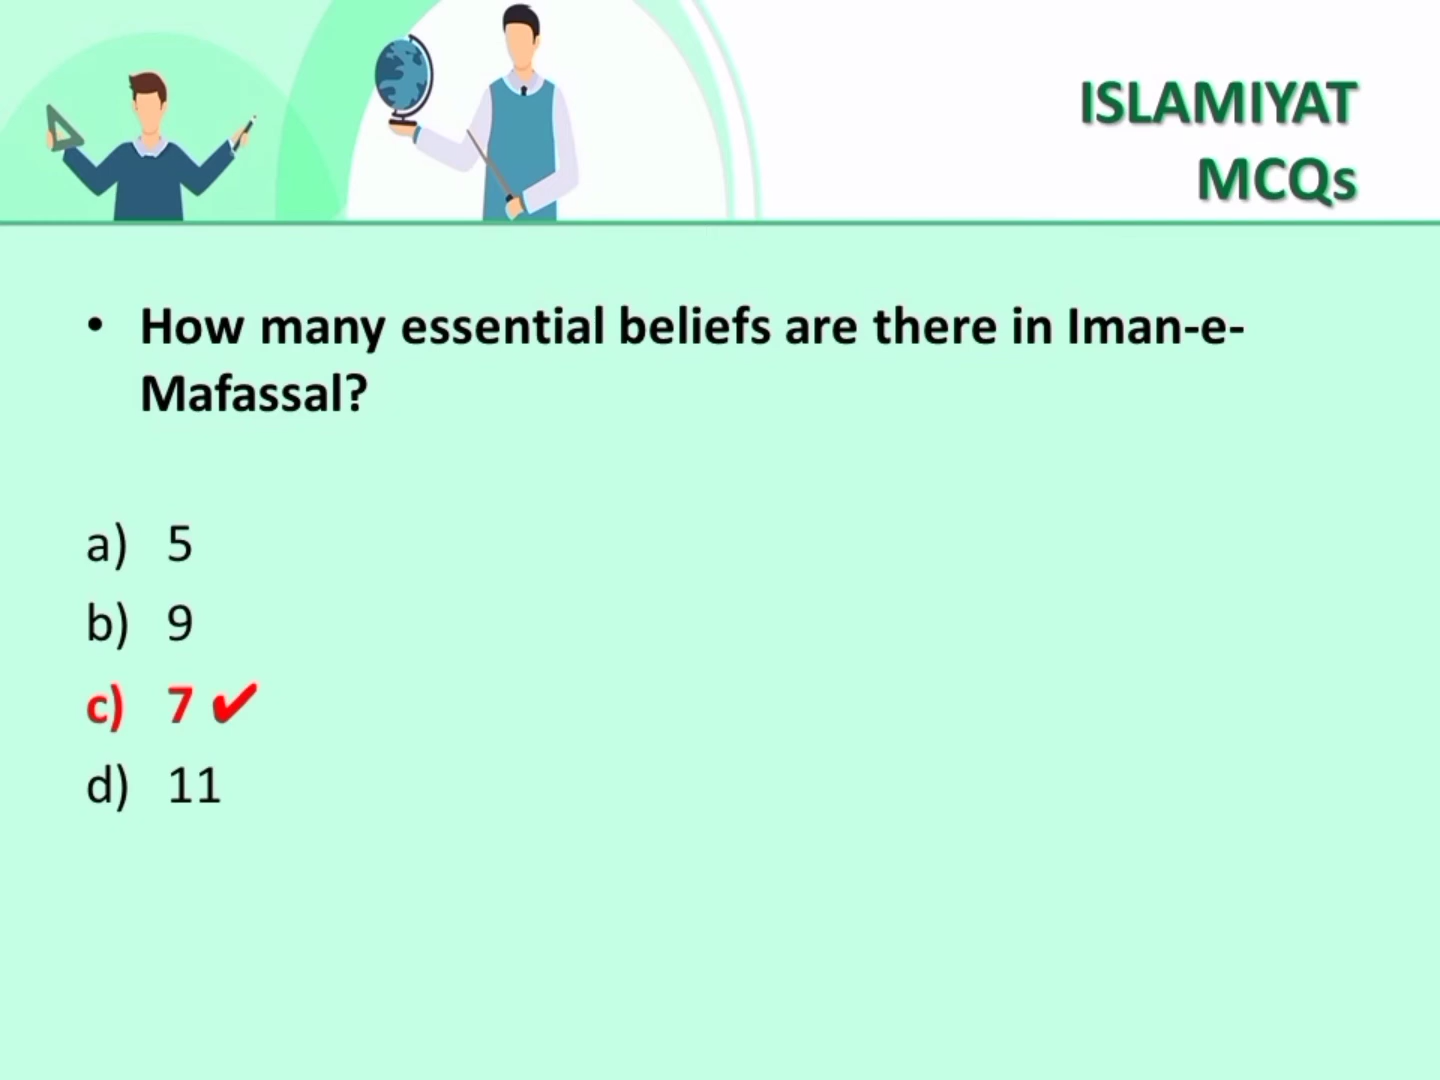 ISLAMIYAT
MCQs
• How many essential beliefs are there in Iman-e-
Mafassal?
a) 5
b) 9
c) 7 ✔
d) 11